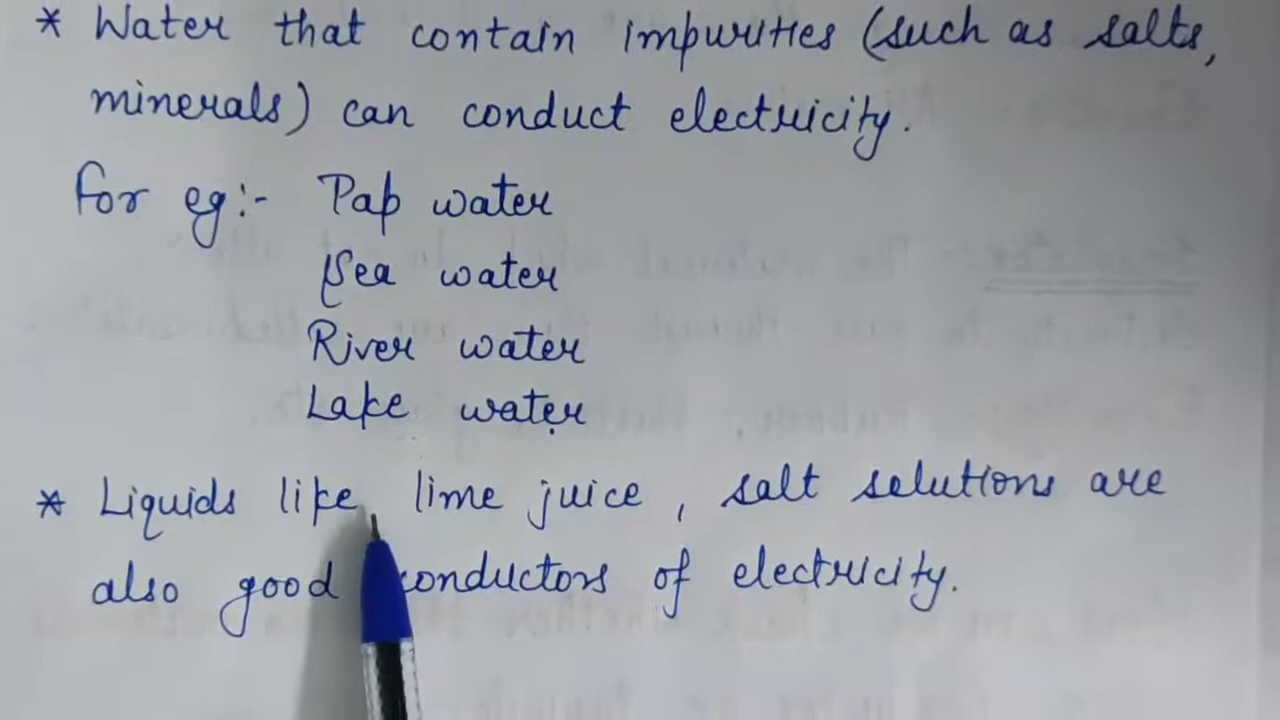 * Water that contain impurities (such as salts,
minerals) can conduct electricity.
For eg:- Pap water
Sea water
River water
Lake water
* Liquids like lime juice, salt solutions are
also good conductors of electricity.